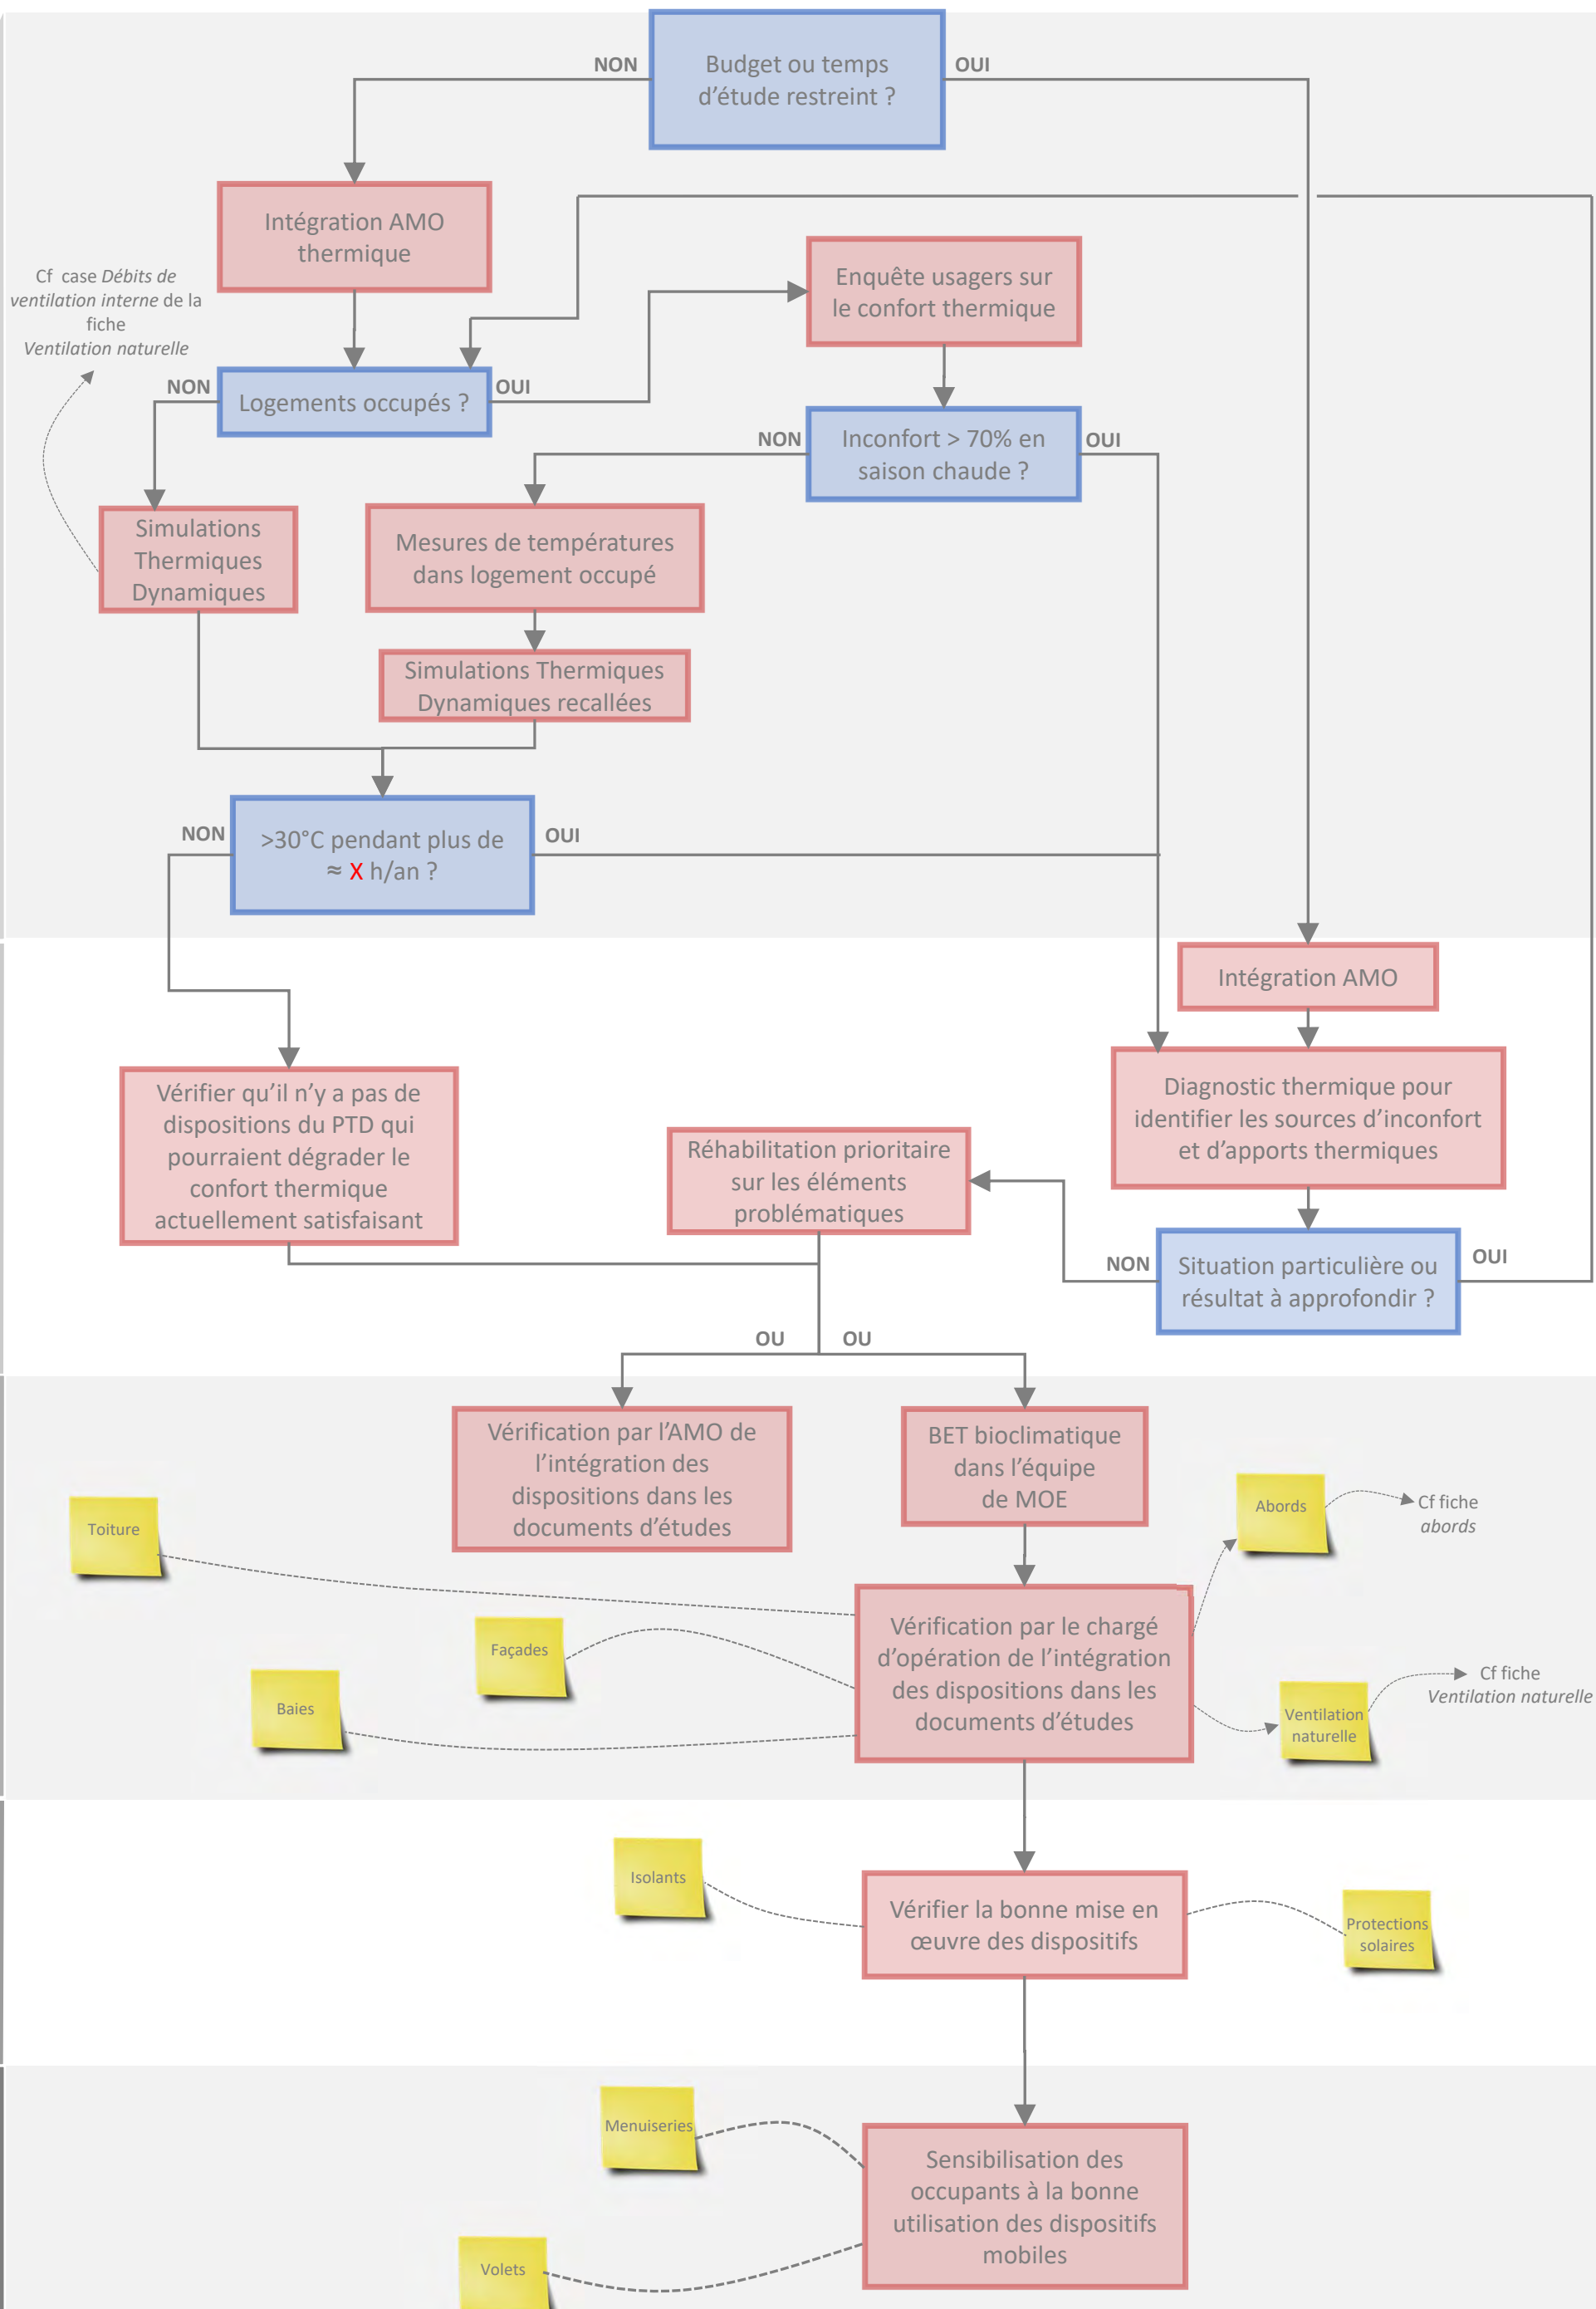 NON
Budget ou temps
d'étude restreint ?
OUI
Intégration AMO
thermique
Cf case Débits de
ventilation interne de la
fiche
Ventilation naturelle
Enquête usagers sur
le confort thermique
NON
Logements occupés ?
OUI
NON
Inconfort > 70% en
saison chaude ?
OUI
Simulations
Thermiques
Dynamiques
Mesures de températures
dans logement occupé
Simulations Thermiques
Dynamiques recallées
NON
>30°C pendant plus de
≈ X h/an ?
OUI
Intégration AMO
Vérifier qu'il n'y a pas de
dispositions du PTD qui
pourraient dégrader le
confort thermique
actuellement satisfaisant
Réhabilitation prioritaire
sur les éléments
problématiques
Diagnostic thermique pour
identifier les sources d'inconfort
et d'apports thermiques
NON
Situation particulière ou
résultat à approfondir ?
OUI
OU
OU
Vérification par l'AMO de
l'intégration des
dispositions dans les
documents d'études
BET bioclimatique
dans l'équipe
de MOE
Abords
Cf fiche
abords
Toiture
Façades
Baies
Vérification par le chargé
d'opération de l'intégration
des dispositions dans les
documents d'études
Ventilation
naturelle
Cf fiche
Ventilation naturelle
Isolants
Vérifier la bonne mise en
œuvre des dispositifs
Protections
solaires
Menuiseries
Sensibilisation des
occupants à la bonne
utilisation des dispositifs
mobiles
Volets